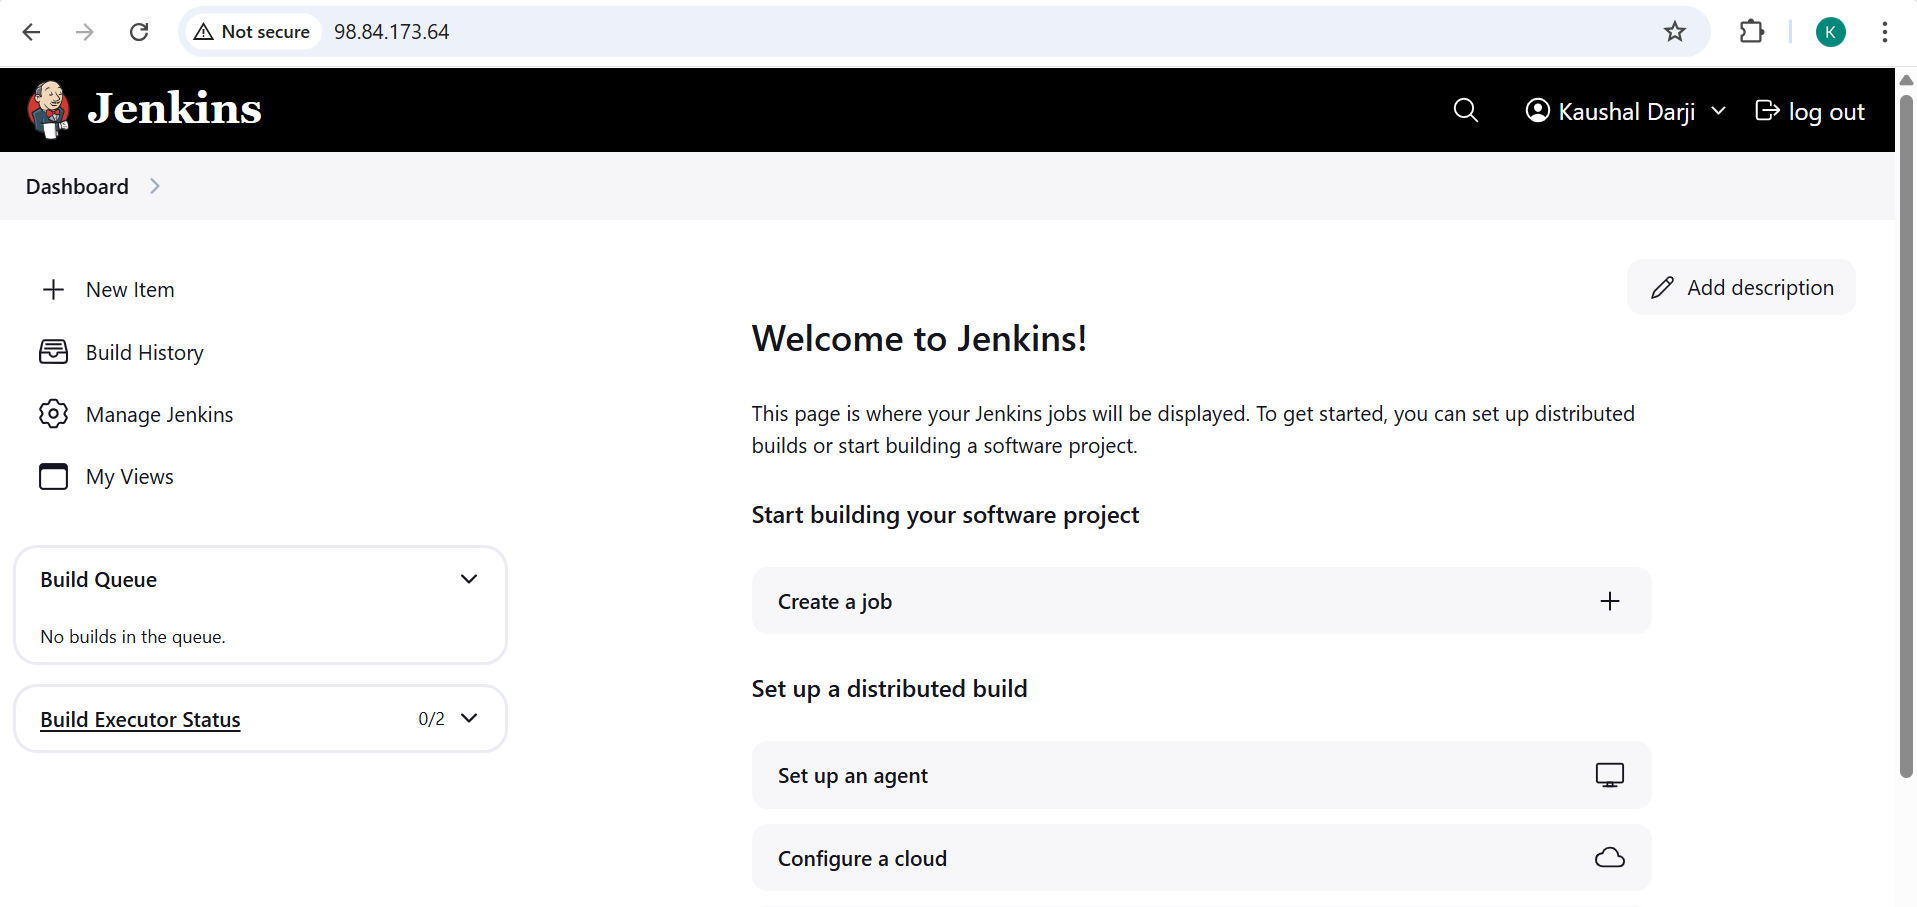 Not secure 98.84.173.64
K
Jenkins
Kaushal Darji
log out
Dashboard
New Item
Build History
Manage Jenkins
My Views
Build Queue
No builds in the queue.
Build Executor Status 0/2
Add description
Welcome to Jenkins!
This page is where your Jenkins jobs will be displayed. To get started, you can set up distributed
builds or start building a software project.
Start building your software project
Create a job
Set up a distributed build
Set up an agent
Configure a cloud